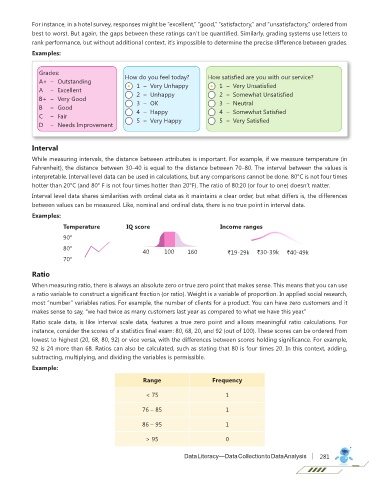 For instance, in a hotel survey, responses might be "excellent," "good," "satisfactory," and "unsatisfactory," ordered from
best to worst. But again, the gaps between these ratings can't be quantified. Similarly, grading systems use letters to
rank performance, but without additional context, it's impossible to determine the precise difference between grades.
Examples:
Grades:
A+ – Outstanding
A – Excellent
B+ – Very Good
B – Good
C – Fair
D – Needs Improvement
How do you feel today?
1 – Very Unhappy
2 – Unhappy
3 – OK
4 – Happy
5 – Very Happy
How satisfied are you with our service?
1 – Very Unsatisfied
2 – Somewhat Unsatisfied
3 – Neutral
4 – Somewhat Satisfied
5 – Very Satisfied
Interval
While measuring intervals, the distance between attributes is important. For example, if we measure temperature (in
Fahrenheit), the distance between 30–40 is equal to the distance between 70–80. The interval between the values is
interpretable. Interval level data can be used in calculations, but any comparisons cannot be done. 80°C is not four times
hotter than 20°C (and 80° F is not four times hotter than 20°F). The ratio of 80:20 (or four to one) doesn't matter.
Interval level data shares similarities with ordinal data as it maintains a clear order, but what differs is, the differences
between values can be measured. Like, nominal and ordinal data, there is no true point in interval data.
Examples:
Temperature IQ score Income ranges
90°
80°
70°
40 100 160
₹19-29k ₹30-39k ₹40-49k
Ratio
When measuring ratio, there is always an absolute zero or true zero point that makes sense. This means that you can use
a ratio variable to construct a significant fraction (or ratio). Weight is a variable of proportion. In applied social research,
most "number" variables ratios. For example, the number of clients for a product. You can have zero customers and it
makes sense to say, "we had twice as many customers last year as compared to what we have this year."
Ratio scale data, is like interval scale data, features a true zero point and allows meaningful ratio calculations. For
instance, consider the scores of a statistics final exam: 80, 68, 20, and 92 (out of 100). These scores can be ordered from
lowest to highest (20, 68, 80, 92) or vice versa, with the differences between scores holding significance. For example,
92 is 24 more than 68. Ratios can also be calculated, such as stating that 80 is four times 20. In this context, adding,
subtracting, multiplying, and dividing the variables is permissible.
Example:
Range Frequency
< 75 1
76 – 85 1
86 – 95 1
> 95 0
Data Literacy—Data Collection to Data Analysis 281